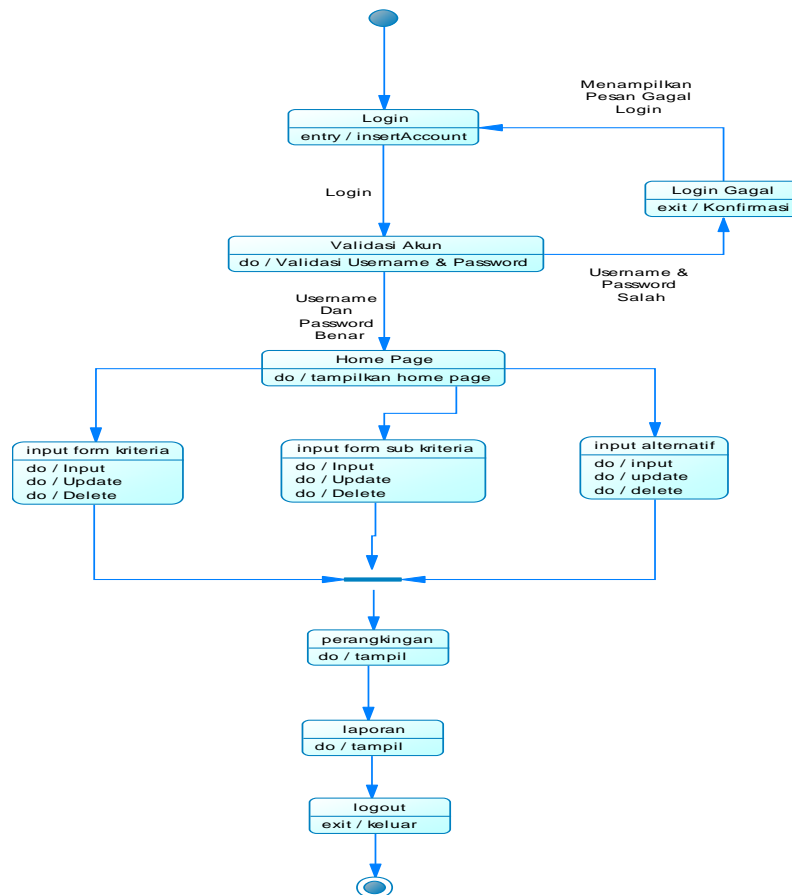 Menampilkan
Pesan Gagal
Login
Login
entry / insertAccount
Login
Login Gagal
exit / Konfirmasi
Validasi Akun
do / Validasi Username & Password
Username &
Password
Salah
Username
Dan
Password
Benar
Home Page
do / tampilkan home page
input form kriteria
do / Input
do / Update
do / Delete
input form sub kriteria
do / Input
do / Update
do / Delete
input alternatif
do / input
do / update
do / delete
perangkingan
do / tampil
laporan
do / tampil
logout
exit / keluar